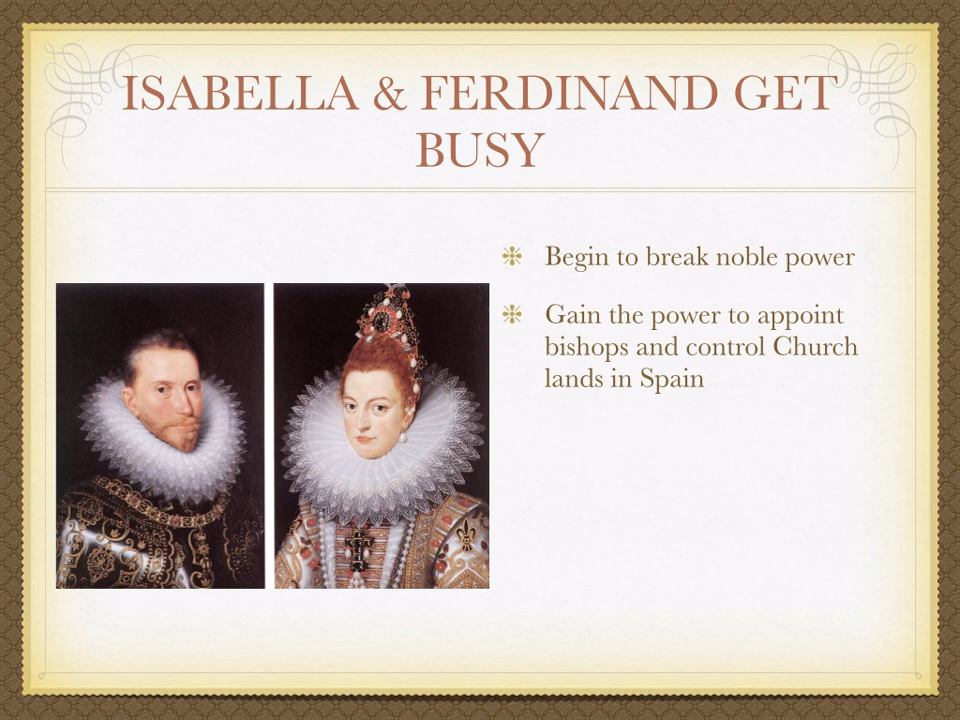 ISABELLA & FERDINAND GET
BUSY
Begin to break noble power
Gain the power to appoint
bishops and control Church
lands in Spain